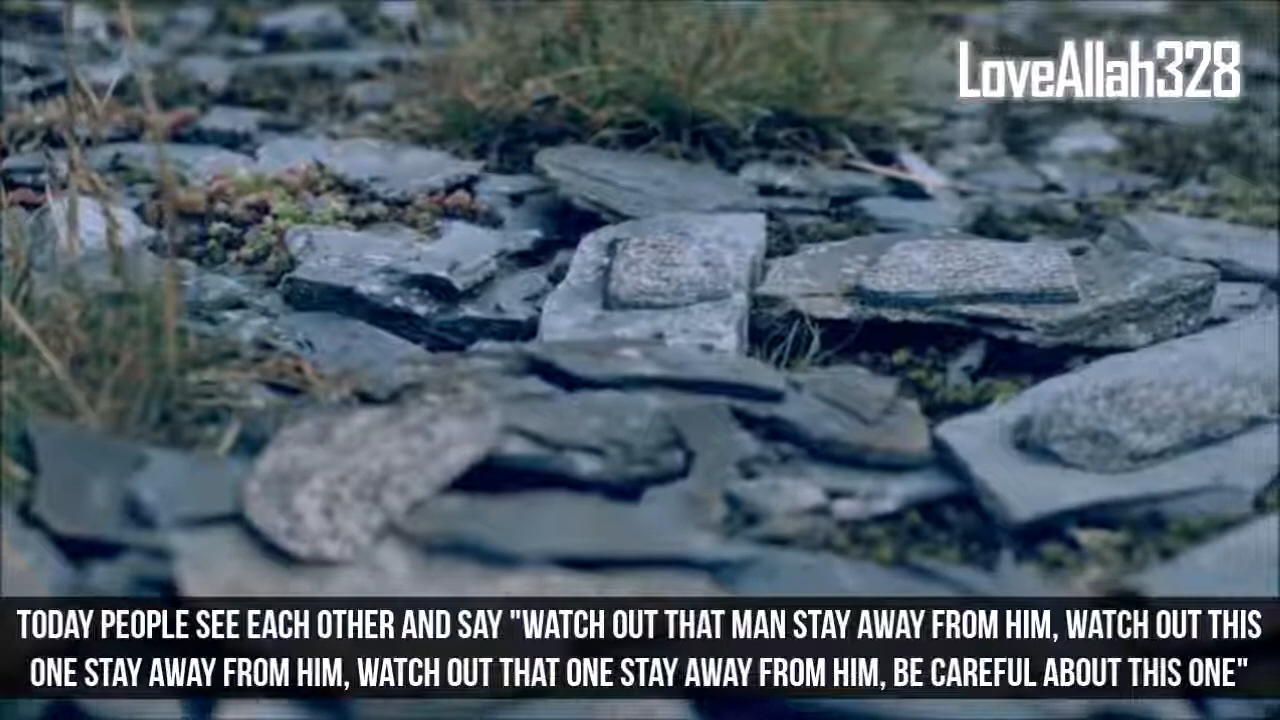 LoveAllah328
TODAY PEOPLE SEE EACH OTHER AND SAY "WATCH OUT THAT MAN STAY AWAY FROM HIM, WATCH OUT THIS
ONE STAY AWAY FROM HIM, WATCH OUT THAT ONE STAY AWAY FROM HIM, BE CAREFUL ABOUT THIS ONE"